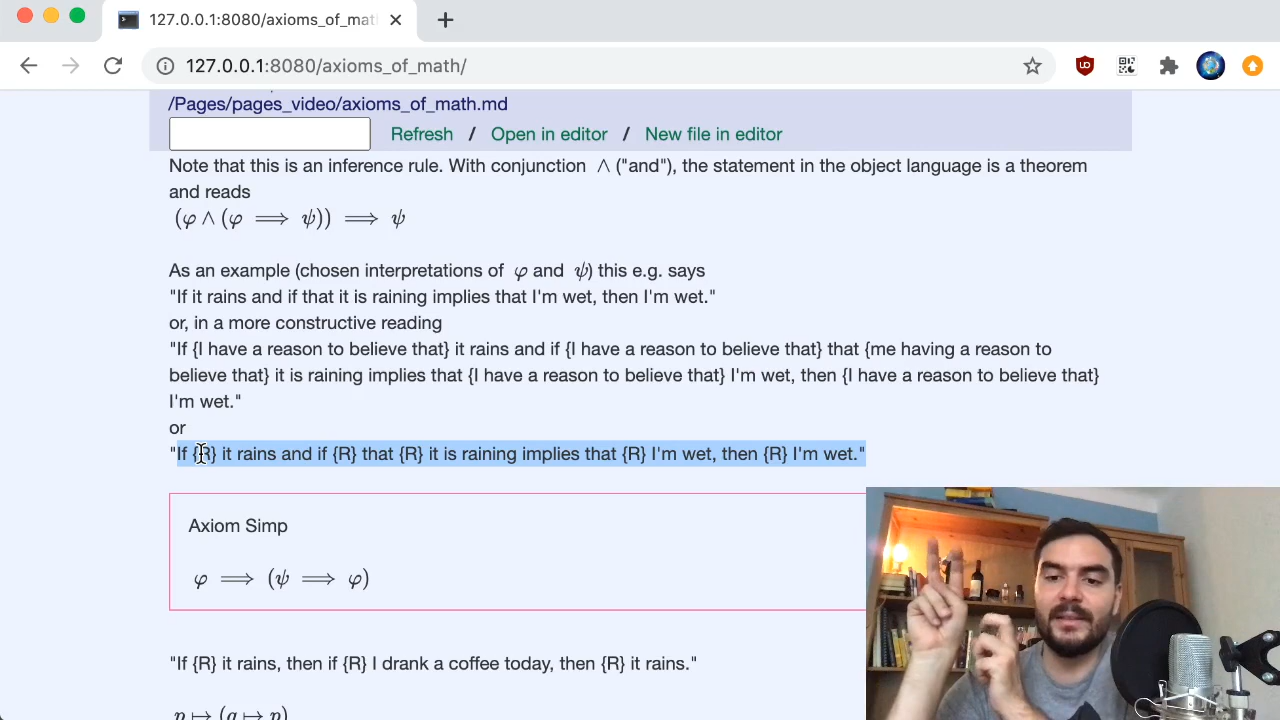 127.0.0.1:8080/axioms_of_mat
127.0.0.1:8080/axioms_of_math/
/Pages/pages_video/axioms_of_math.md
Refresh / Open in editor / New file in editor
Note that this is an inference rule. With conjunction ∧ ("and"), the statement in the object language is a theorem
and reads
(φ ∧ (φ ⟹ ψ)) ⟹ ψ
As an example (chosen interpretations of φ and ψ) this e.g. says
"If it rains and if that it is raining implies that I'm wet, then I'm wet."
or, in a more constructive reading
"If {I have a reason to believe that} it rains and if {I have a reason to believe that} that {me having a reason to
believe that} it is raining implies that {I have a reason to believe that} I'm wet, then {I have a reason to believe that}
I'm wet."
or
"If {R} it rains and if {R} that {R} it is raining implies that {R} I'm wet, then {R} I'm wet."
Axiom Simp
φ ⟹ (ψ ⟹ φ)
"If {R} it rains, then if {R} I drank a coffee today, then {R} it rains."
p ↦ (q ↦ p)